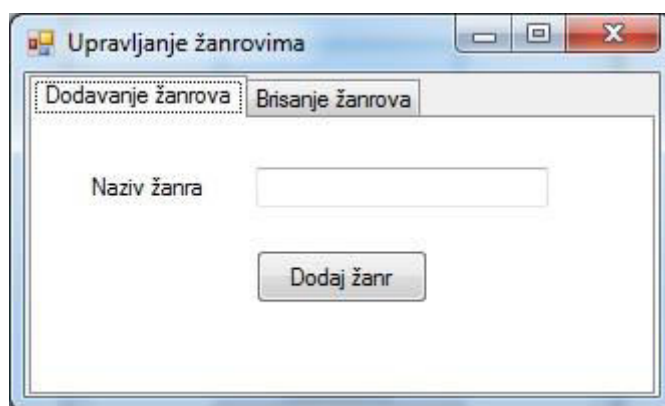 Upravljanje žanrovima
Dodavanje žanrova Brisanje žanrova
Naziv žanra
Dodaj žanr